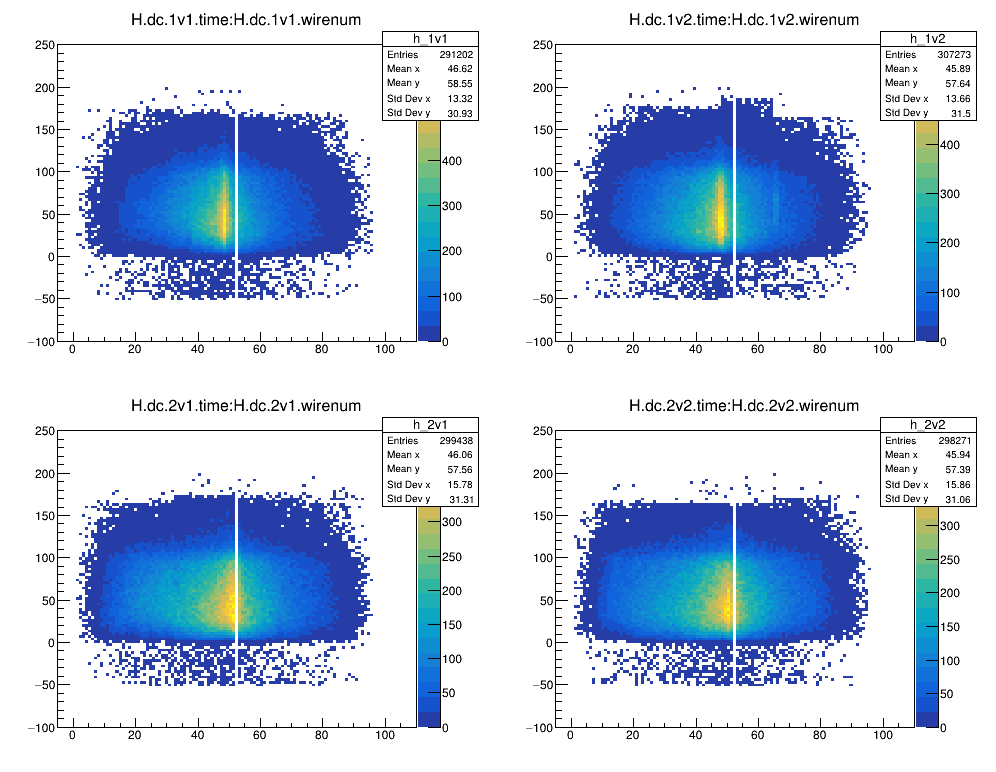 H.dc.1v1.time:H.dc.1v1.wirenum
h_1v1
Entries 291202
Mean x 46.62
Mean y 58.55
Std Dev x 13.32
Std Dev y 30.93
250
200
150
100
50
0
−50
−100
0 20 40 60 80 100
400
300
200
100
0
H.dc.1v2.time:H.dc.1v2.wirenum
h_1v2
Entries 307273
Mean x 45.89
Mean y 57.64
Std Dev x 13.66
Std Dev y 31.5
250
200
150
100
50
0
−50
−100
0 20 40 60 80 100
400
300
200
100
0
H.dc.2v1.time:H.dc.2v1.wirenum
h_2v1
Entries 299438
Mean x 46.06
Mean y 57.56
Std Dev x 15.78
Std Dev y 31.31
250
200
150
100
50
0
−50
−100
0 20 40 60 80 100
300
250
200
150
100
50
0
H.dc.2v2.time:H.dc.2v2.wirenum
h_2v2
Entries 298271
Mean x 45.94
Mean y 57.39
Std Dev x 15.86
Std Dev y 31.06
250
200
150
100
50
0
−50
−100
0 20 40 60 80 100
300
250
200
150
100
50
0